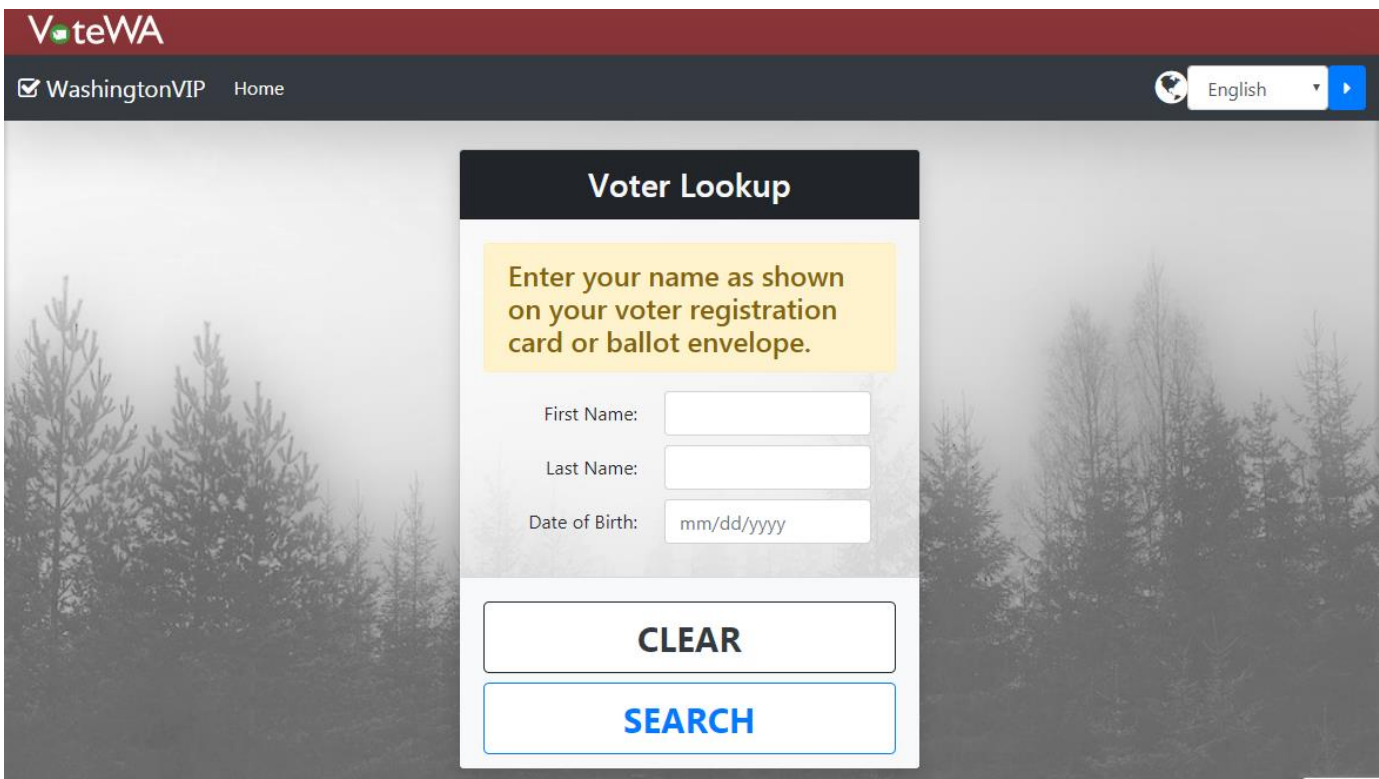 VoteWA
WashingtonVIP Home English
Voter Lookup
Enter your name as shown
on your voter registration
card or ballot envelope.
First Name:
Last Name:
Date of Birth: mm/dd/yyyy
CLEAR
SEARCH